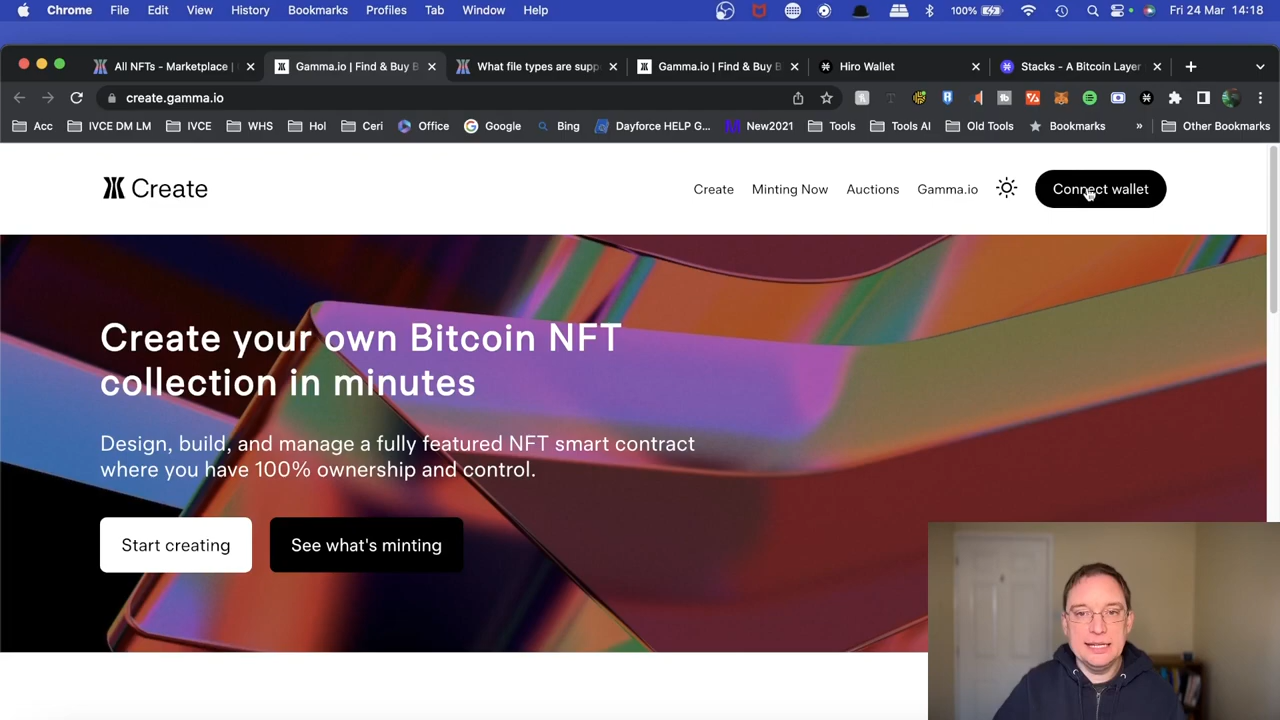 Chrome File Edit View History Bookmarks Profiles Tab Window Help 100% Fri 24 Mar 14:18
All NFTs - Marketplace | Gamma.io | Find & Buy B What file types are supp Gamma.io | Find & Buy B Hiro Wallet Stacks - A Bitcoin Layer
create.gamma.io
Acc IVCE DM LM IVCE WHS Hol Ceri Office Google Bing Dayforce HELP G... New2021 Tools Tools AI Old Tools Bookmarks » Other Bookmarks
Create Create Minting Now Auctions Gamma.io Connect wallet
Create your own Bitcoin NFT
collection in minutes
Design, build, and manage a fully featured NFT smart contract
where you have 100% ownership and control.
Start creating See what's minting